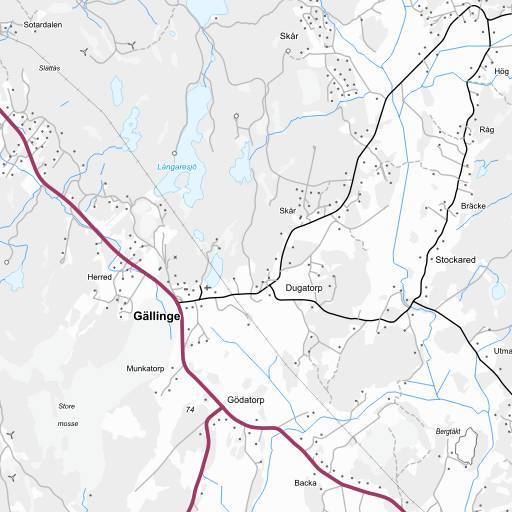 Sotardalen
Skår
Slättås
Hög
Råg
Långaresjö
Bräcke
Skår
Stockared
Herred
Dugatorp
Gällinge
Utma
Munkatorp
Gödatorp
Store
mosse
74
Bergtäkt
Backa